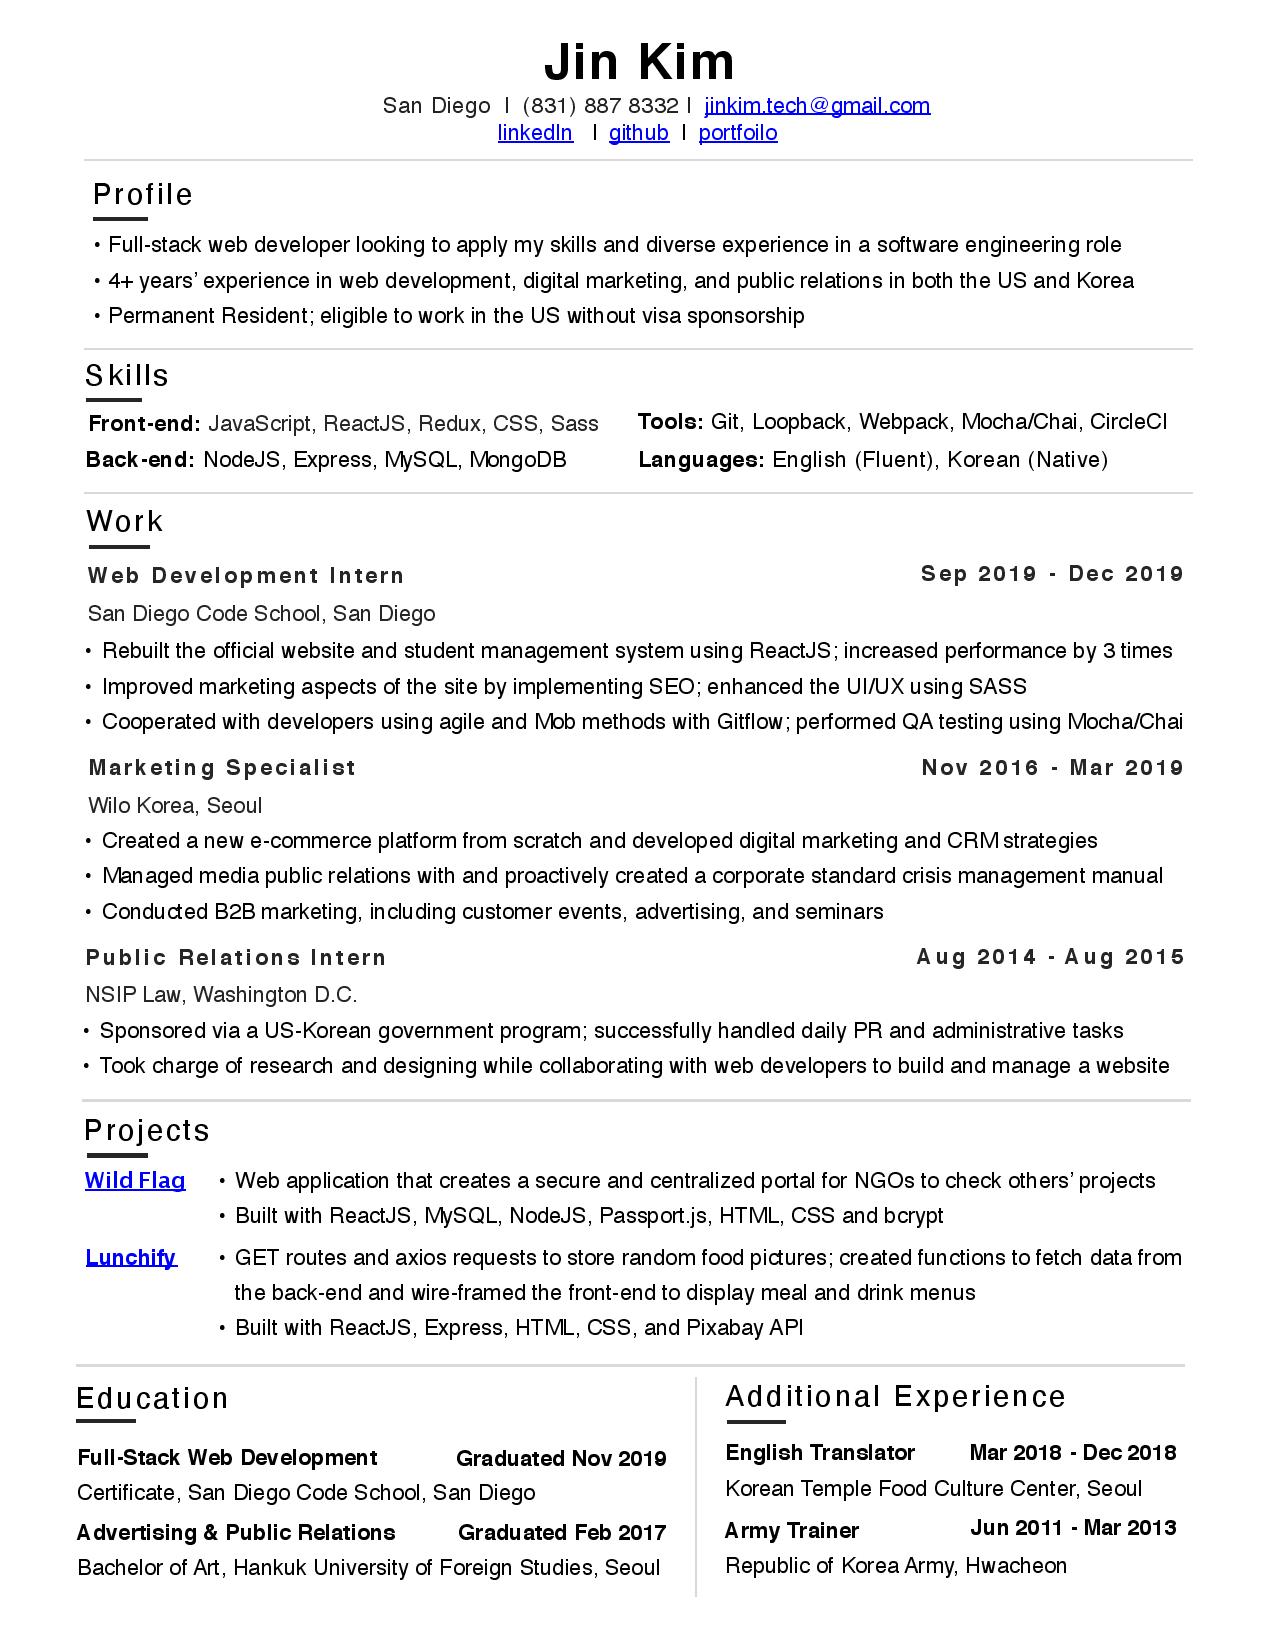 Jin Kim
San Diego | (831) 887 8332 | jinkim.tech@gmail.com
linkedIn | github | portfoilo
Profile
• Full-stack web developer looking to apply my skills and diverse experience in a software engineering role
• 4+ years’ experience in web development, digital marketing, and public relations in both the US and Korea
• Permanent Resident; eligible to work in the US without visa sponsorship
Skills
Front-end: JavaScript, ReactJS, Redux, CSS, Sass
Back-end: NodeJS, Express, MySQL, MongoDB
Tools: Git, Loopback, Webpack, Mocha/Chai, CircleCI
Languages: English (Fluent), Korean (Native)
Work
Web Development Intern Sep 2019 - Dec 2019
San Diego Code School, San Diego
• Rebuilt the official website and student management system using ReactJS; increased performance by 3 times
• Improved marketing aspects of the site by implementing SEO; enhanced the UI/UX using SASS
• Cooperated with developers using agile and Mob methods with Gitflow; performed QA testing using Mocha/Chai
Marketing Specialist Nov 2016 - Mar 2019
Wilo Korea, Seoul
• Created a new e-commerce platform from scratch and developed digital marketing and CRM strategies
• Managed media public relations with and proactively created a corporate standard crisis management manual
• Conducted B2B marketing, including customer events, advertising, and seminars
Public Relations Intern Aug 2014 - Aug 2015
NSIP Law, Washington D.C.
• Sponsored via a US-Korean government program; successfully handled daily PR and administrative tasks
• Took charge of research and designing while collaborating with web developers to build and manage a website
Projects
Wild Flag • Web application that creates a secure and centralized portal for NGOs to check others’ projects
• Built with ReactJS, MySQL, NodeJS, Passport.js, HTML, CSS and bcrypt
Lunchify • GET routes and axios requests to store random food pictures; created functions to fetch data from
the back-end and wire-framed the front-end to display meal and drink menus
• Built with ReactJS, Express, HTML, CSS, and Pixabay API
Education
Full-Stack Web Development Graduated Nov 2019
Certificate, San Diego Code School, San Diego
Advertising & Public Relations Graduated Feb 2017
Bachelor of Art, Hankuk University of Foreign Studies, Seoul
Additional Experience
English Translator Mar 2018 - Dec 2018
Korean Temple Food Culture Center, Seoul
Army Trainer Jun 2011 - Mar 2013
Republic of Korea Army, Hwacheon